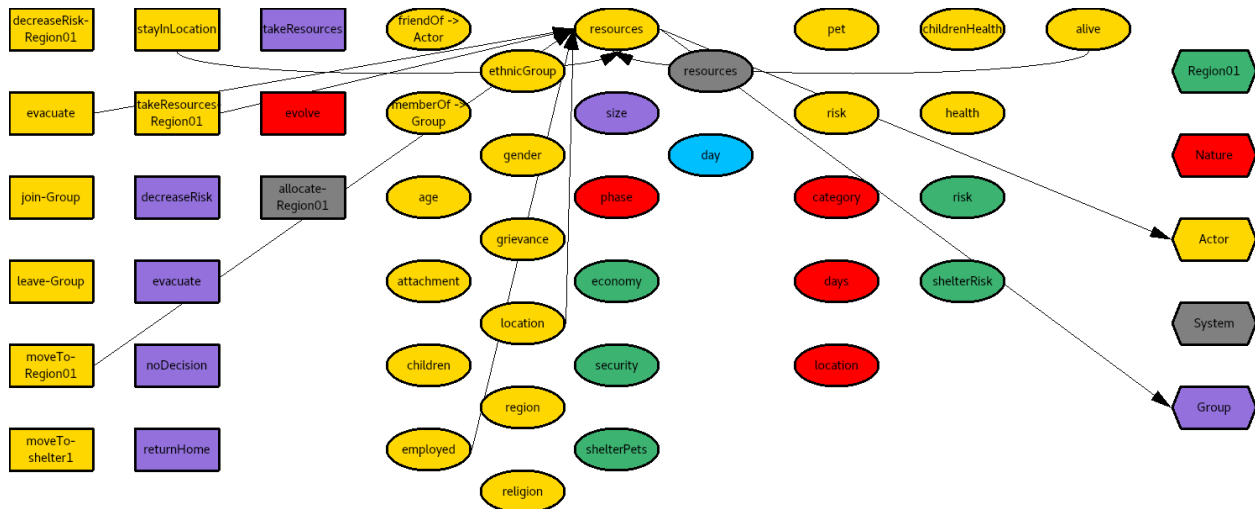 decreaseRisk-
Region01
stayInLocation
takeResources
friendOf ->
Actor
resources
pet
childrenHealth
alive
ethnicGroup
resources
Region01
evacuate
takeResources-
Region01
evolve
memberOf ->
Group
size
risk
health
gender
day
Nature
join-Group
decreaseRisk
allocate-
Region01
age
phase
category
risk
grievance
Actor
leave-Group
evacuate
attachment
economy
days
shelterRisk
location
System
moveTo-
Region01
noDecision
children
security
location
region
Group
moveTo-
shelter1
returnHome
employed
shelterPets
religion